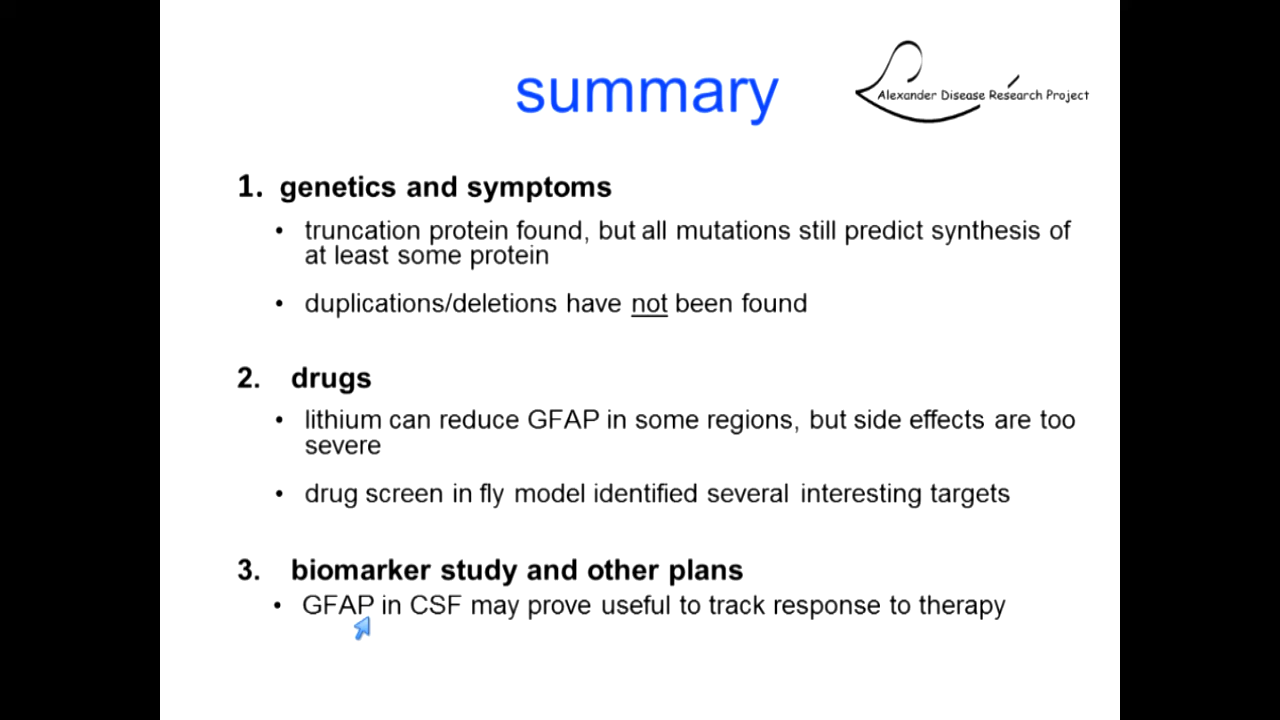 summary
Alexander Disease Research Project
1. genetics and symptoms
• truncation protein found, but all mutations still predict synthesis of
at least some protein
• duplications/deletions have not been found
2. drugs
• lithium can reduce GFAP in some regions, but side effects are too
severe
• drug screen in fly model identified several interesting targets
3. biomarker study and other plans
• GFAP in CSF may prove useful to track response to therapy